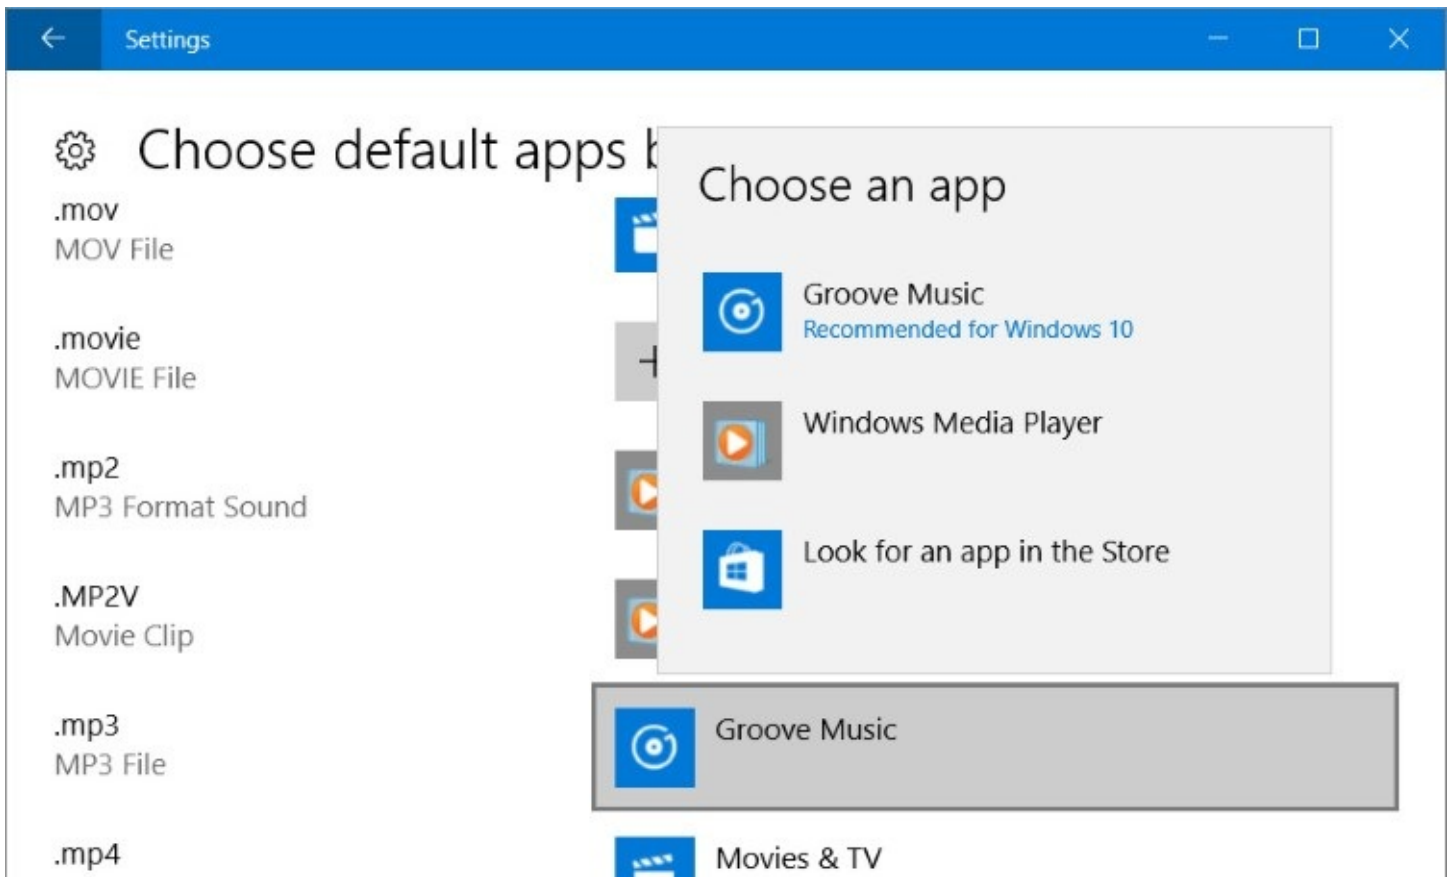 Settings
Choose default apps b
.mov
MOV File
.movie
MOVIE File
.mp2
MP3 Format Sound
.MP2V
Movie Clip
.mp3
MP3 File
.mp4
Choose an app
Groove Music
Recommended for Windows 10
Windows Media Player
Look for an app in the Store
Groove Music
Movies & TV